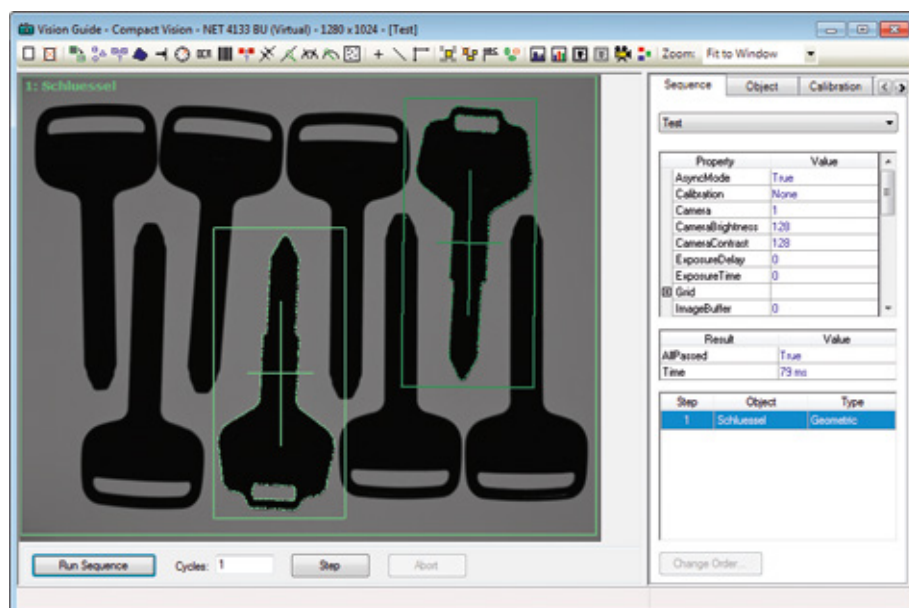 Vision Guide - Compact Vision - NET 4133 BU (Virtual) - 1280 x 1024 - [Test]
OCR
Zoom: Fit to Window
1: Schluessel
Sequence Object Calibration
Test
Property Value
AsyncMode True
Calibration None
Camera 1
CameraBrightness 128
CameraContrast 128
ExposureDelay 0
ExposureTime 0
Grid
ImageBuffer 0
Result Value
AllPassed True
Time 79 ms
Step Object Type
1 Schluessel Geometric
Run Sequence Cycles: 1 Step Abort Change Order...